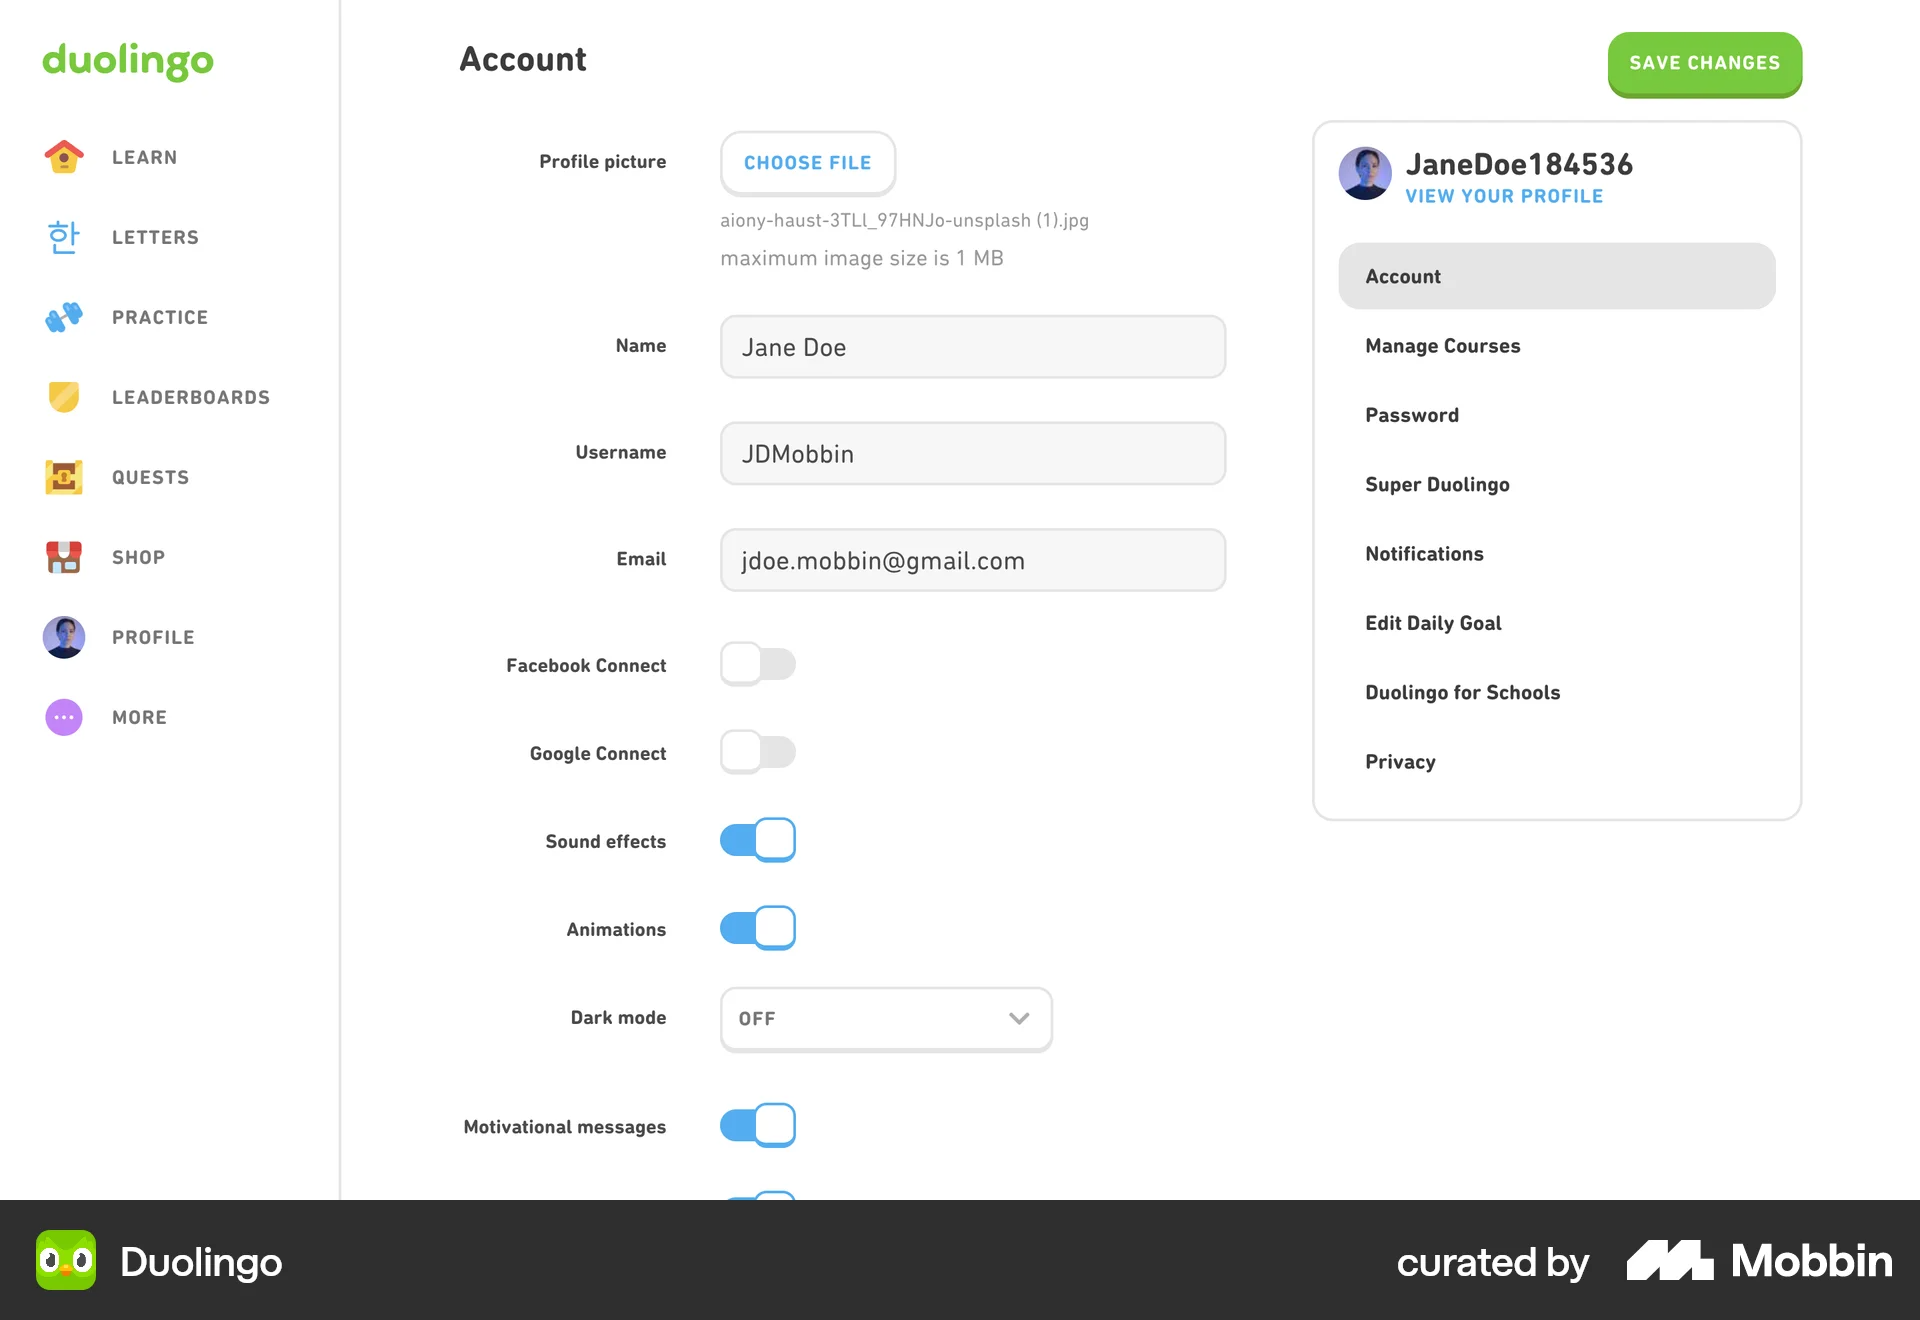 duolingo
LEARN
한
LETTERS
PRACTICE
LEADERBOARDS
QUESTS
SHOP
PROFILE
MORE
Account
SAVE CHANGES
Profile picture
CHOOSE FILE
aiony-haust-3TLl_97HNJo-unsplash (1).jpg
maximum image size is 1 MB
Name
Jane Doe
Username
JDMobbin
Email
jdoe.mobbin@gmail.com
Facebook Connect
Google Connect
Sound effects
Animations
Dark mode
OFF
Motivational messages
JaneDoe184536
VIEW YOUR PROFILE
Account
Manage Courses
Password
Super Duolingo
Notifications
Edit Daily Goal
Duolingo for Schools
Privacy
Duolingo
curated by
Mobbin